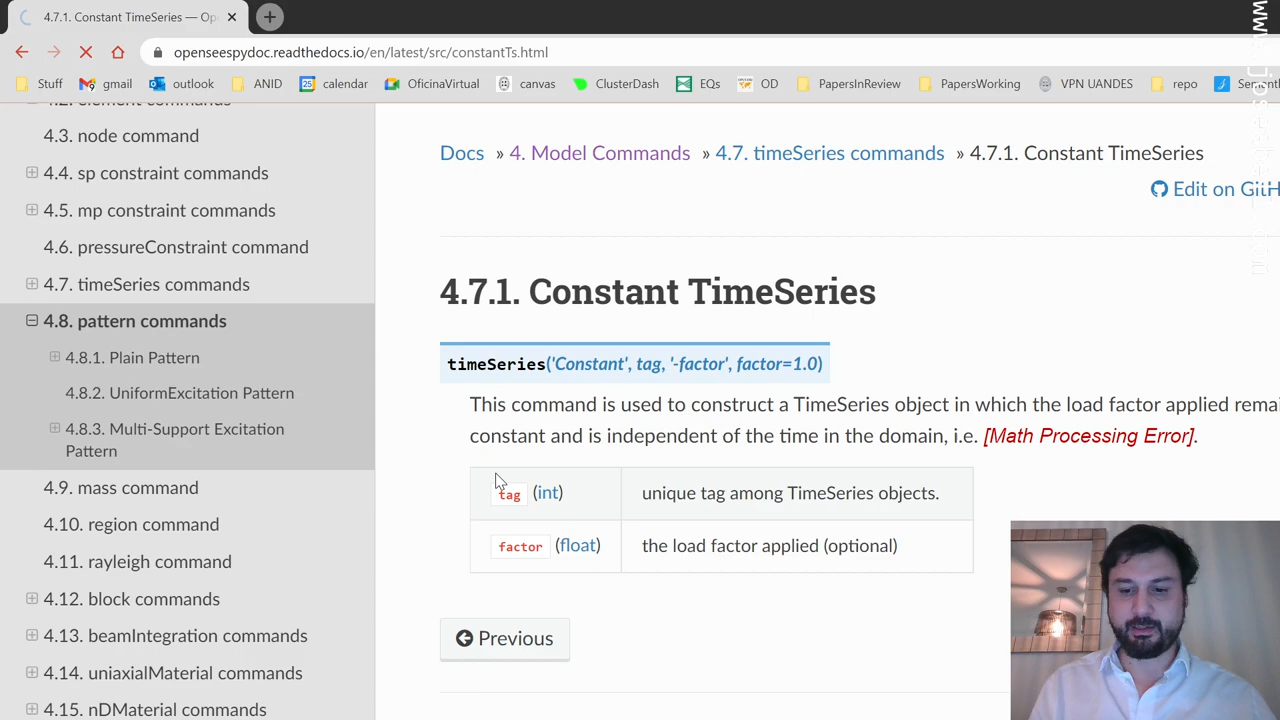 4.7.1. Constant TimeSeries — Op
openseespydoc.readthedocs.io/en/latest/src/constantTs.html
Stuff gmail outlook ANID calendar OficinaVirtual canvas ClusterDash EQs OD PapersInReview PapersWorking VPN UANDES repo
4.2. element commands
4.3. node command
4.4. sp constraint commands
4.5. mp constraint commands
4.6. pressureConstraint command
4.7. timeSeries commands
4.8. pattern commands
4.8.1. Plain Pattern
4.8.2. UniformExcitation Pattern
4.8.3. Multi-Support Excitation
Pattern
4.9. mass command
4.10. region command
4.11. rayleigh command
4.12. block commands
4.13. beamIntegration commands
4.14. uniaxialMaterial commands
4.15. nDMaterial commands
Docs » 4. Model Commands » 4.7. timeSeries commands » 4.7.1. Constant TimeSeries
Edit on GitH
4.7.1. Constant TimeSeries
timeSeries('Constant', tag, '-factor', factor=1.0)
This command is used to construct a TimeSeries object in which the load factor applied remai
constant and is independent of the time in the domain, i.e. [Math Processing Error].
tag (int) unique tag among TimeSeries objects.
factor (float) the load factor applied (optional)
Previous